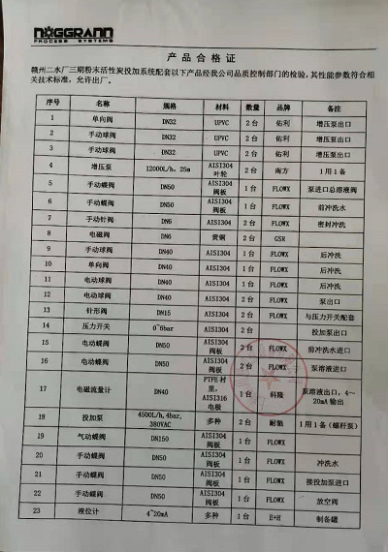 NOGGRANN
PROCESS SYSTEMS
产品合格证
赣州二水厂三期粉末活性炭投加系统配套以下产品经我公司品质控制部门的检验,其性能参数符合相
关技术标准,允许出厂。
序号 名称 规格 材料 数量 品牌 备注
1 单向阀 DN32 UPVC 2台 佑利 增压泵出口
2 手动球阀 DN32 UPVC 2台 佑利 增压泵出口
3 手动球阀 DN32 UPVC 2台 佑利 增压泵出口
4 增压泵 12000L/h, 25m AISI304 叶轮 2台 南方 1用1备
5 手动蝶阀 DN50 AISI304 阀板 1台 FLOWX 泵进口总溶液阀
6 手动蝶阀 DN50 AISI304 阀板 2台 FLOWX 前冲洗水
7 手动针阀 DN6 AISI304 2台 FLOWX 密封冲洗
8 电磁阀 DN6 黄铜 2台 GSR
9 手动球阀 DN40 AISI304 1台 FLOWX 后冲洗
10 单向阀 DN40 AISI304 1台 FLOWX 后冲洗
11 电动球阀 DN40 AISI304 1台 FLOWX 后冲洗
12 电动球阀 DN40 AISI304 2台 FLOWX 泵出口
13 针形阀 DN15 AISI304 2台 FLOWX 与压力开关配套
14 压力开关 0~6bar AISI304 2台 投加泵出口
15 电动蝶阀 DN50 AISI304 阀板 2台 FLOWX 前冲洗水进口
16 电动蝶阀 DN50 AISI304 阀板 2台 FLOWX 泵溶液进口
17 电磁流量计 DN40 PTFE衬里, AISI316 电极 1台 科隆 泵溶液出口, 4~20mA输出
18 投加泵 4500L/h, 4bar, 380VAC 多种 2台 耐驰 1用1备(螺杆泵)
19 气动蝶阀 DN150 AISI304 阀板 1台 FLOWX
20 手动蝶阀 DN50 AISI304 阀板 2台 FLOWX 冲洗水
21 手动蝶阀 DN50 AISI304 阀板 1台 FLOWX 接投加泵进口
22 手动蝶阀 DN50 AISI304 阀板 1台 FLOWX 放空阀
23 液位计 4~20mA 多种 1台 E+H 制备罐